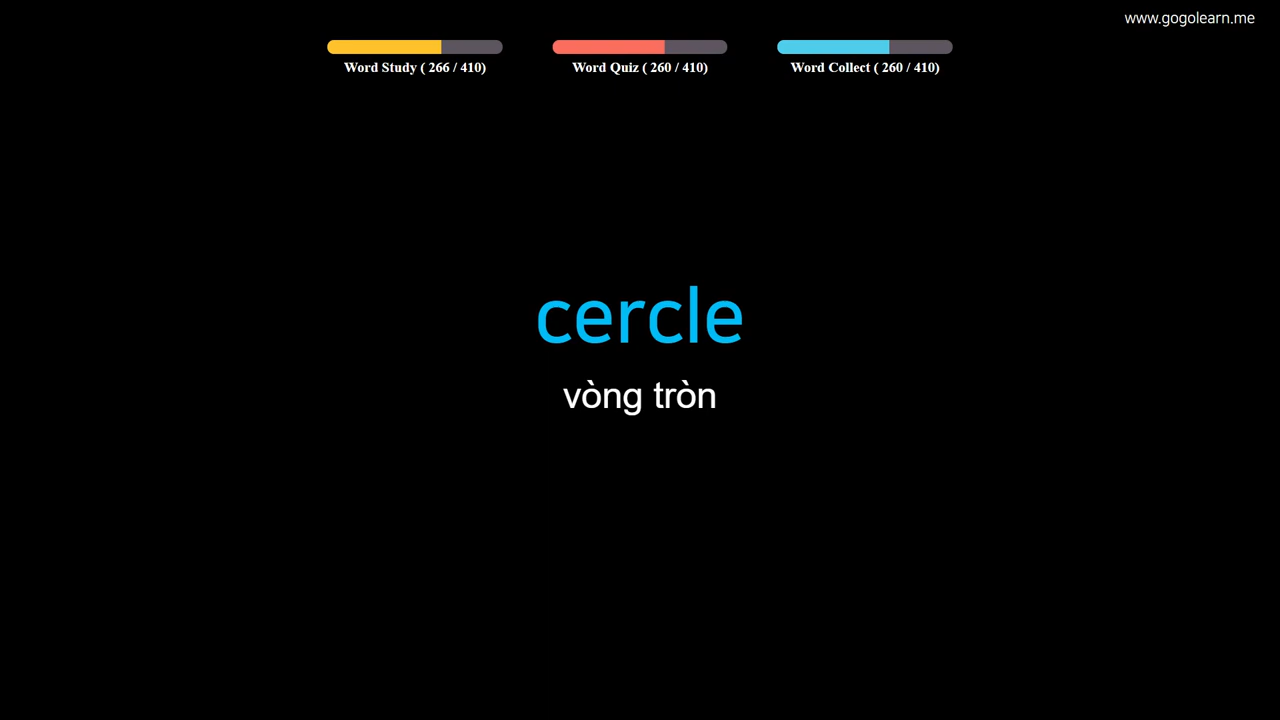 www.gogolearn.me
Word Study ( 266 / 410)
Word Quiz ( 260 / 410)
Word Collect ( 260 / 410)
cercle
vòng tròn